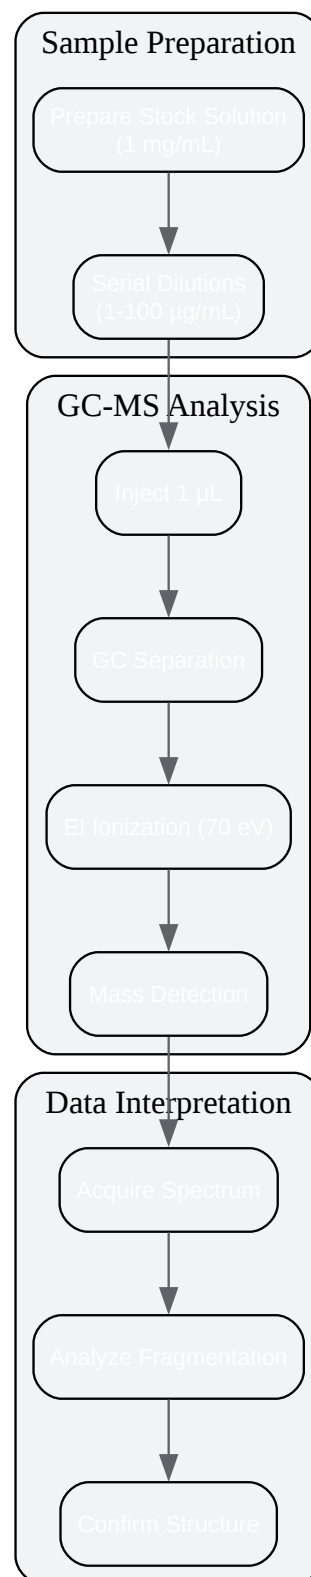 Sample Preparation
Prepare Stock Solution
(1 mg/mL)
Serial Dilutions
(1-100 µg/mL)
GC-MS Analysis
Inject 1 µL
GC Separation
EI Ionization (70 eV)
Mass Detection
Data Interpretation
Acquire Spectrum
Analyze Fragmentation
Confirm Structure